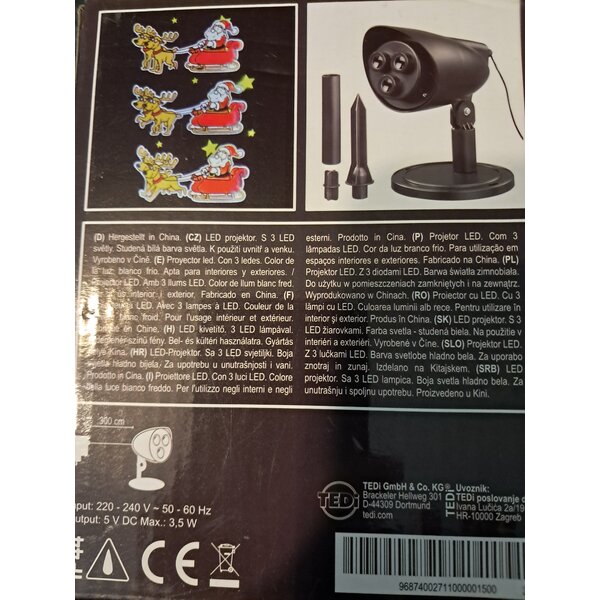 (D) Hergestellt in China. (CZ) LED projektor. S 3 LED
světly. Studená bílá barva světla. K použití uvnitř a venku.
Vyrobeno v Číně. (E) Proyector led. Con 3 ledes. Color de
la luz: blanco frío. Apta para interiores y exteriores. /
Projector LED. Amb 3 llums LED. Color de llum blanc fred.
interior i exterior. Fabricado en China. (F)
LED. Avec 3 lampes à LED. Couleur de la
blanc froid. Pour l'usage intérieur et extérieur.
en Chine. (H) LED kivetítő. 3 LED lámpával.
színű fény. Bel- és kültéri használatra. Gyártás
Kína. (HR) LED-Projektor. Sa 3 LED svjetiljki. Boja
svjetla bijela. Za upotrebu u unutrašnjosti i vani.
Prodotto in Cina. (I) Proiettore LED. Con 3 luci LED. Colore
della luce bianco freddo. Per l'utilizzo negli interni e negli
esterni. Prodotto in Cina. (P) Projetor LED. Com 3
lâmpadas LED. Cor da luz branco frio. Para utilização em
espaços interiores e exteriores. Fabricado na China. (PL)
Projektor LED. Z 3 diodami LED. Barwa światła zimnobiała.
Do użytku w pomieszczeniach zamkniętych i na zewnątrz.
Wyprodukowano w Chinach. (RO) Proiector cu LED. Cu 3
lămpi cu LED. Culoarea luminii alb rece. Pentru utilizare în
interior și exterior. Produs în China. (SK) LED projektor. S 3
LED žiarovkami. Farba svetla - studená biela. Na použitie v
interiéri a exteriéri. Vyrobené v Číne. (SLO) Projektor LED.
Z 3 lučkami LED. Barva svetlobe hladno bela. Za uporabo
znotraj in zunaj. Izdelano na Kitajskem. (SRB) LED
projektor. Sa 3 LED lampica. Boja svetla hladno bela. Za
unutrašnju i spoljnu upotrebu. Proizvedeno u Kini.
300 cm
nput: 220 - 240 V ~ 50 - 60 Hz
utput: 5 V DC Max.: 3,5 W
CE
TEDi
TEDi GmbH & Co. KG
Brackeler Hellweg 301
D-44309 Dortmund
tedi.com
TEDi
Uvoznik:
TEDi poslovanje d
Ivana Lučića 2a/19
HR-10000 Zagreb
96874002711000001500